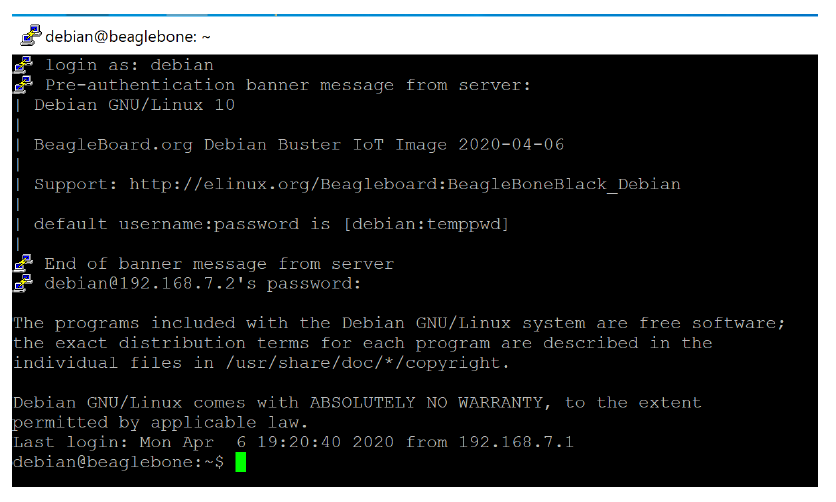 debian@beaglebone: ~
login as: debian
Pre-authentication banner message from server:
| Debian GNU/Linux 10
|
| BeagleBoard.org Debian Buster IoT Image 2020-04-06
|
| Support: http://elinux.org/Beagleboard:BeagleBoneBlack_Debian
|
| default username:password is [debian:temppwd]
|
End of banner message from server
debian@192.168.7.2's password:
The programs included with the Debian GNU/Linux system are free software;
the exact distribution terms for each program are described in the
individual files in /usr/share/doc/*/copyright.
Debian GNU/Linux comes with ABSOLUTELY NO WARRANTY, to the extent
permitted by applicable law.
Last login: Mon Apr  6 19:20:40 2020 from 192.168.7.1
debian@beaglebone:~$